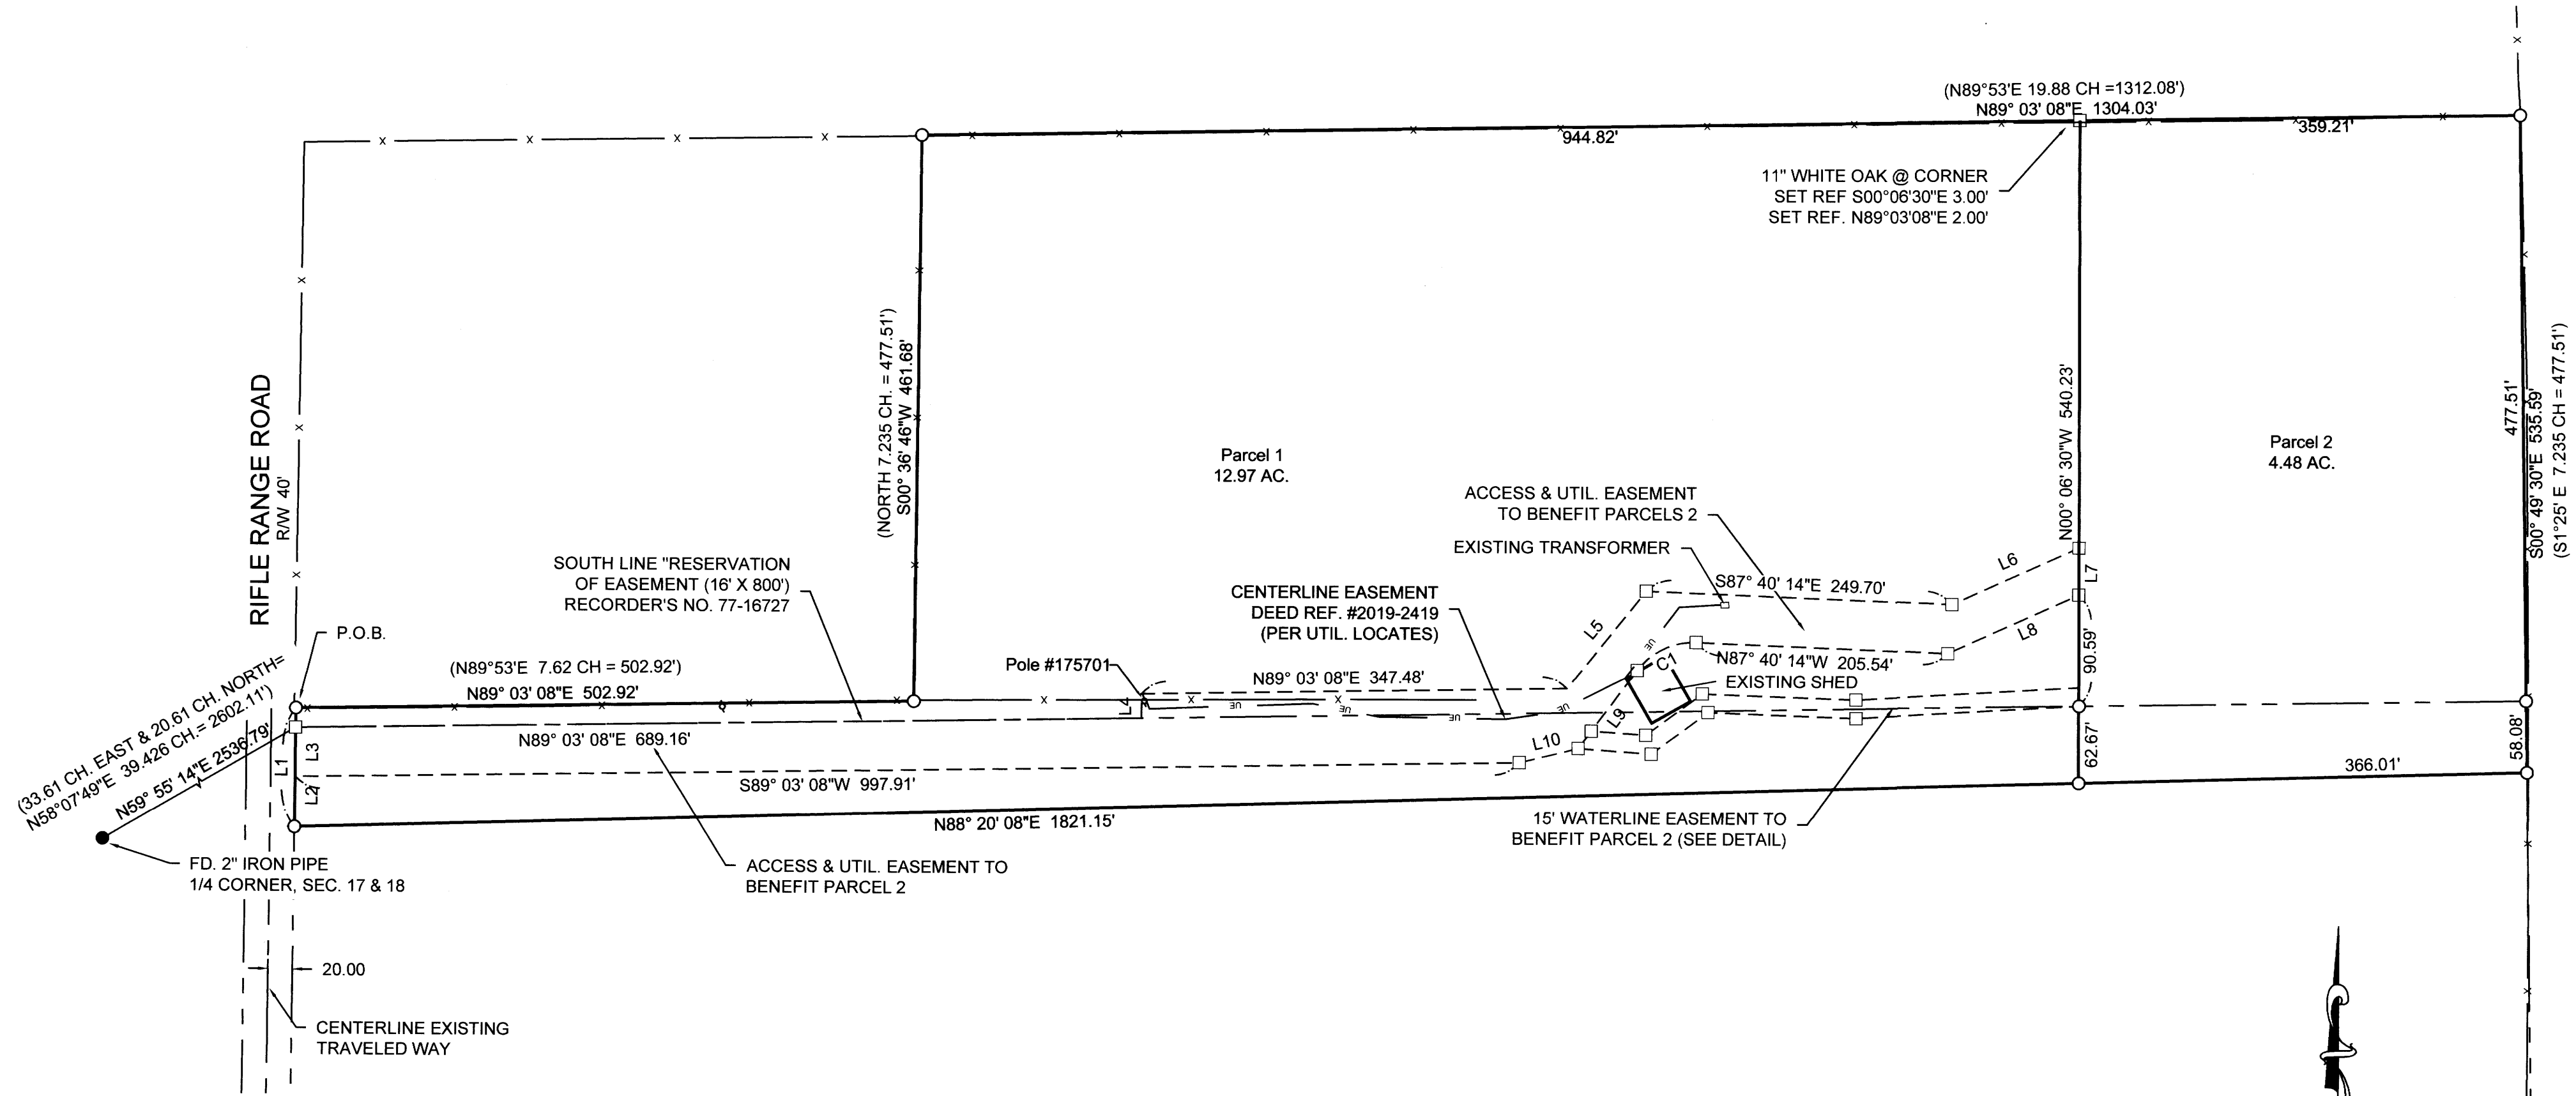 (N89°53'E 19.88 CH =1312.08')
N89° 03' 08"E 1304.03'
944.82'
359.21'
11" WHITE OAK @ CORNER
SET REF S00°06'30"E 3.00'
SET REF. N89°03'08"E 2.00'
(NORTH 7.235 CH. = 477.51')
S00° 36' 46"W 461.68'
Parcel 1
12.97 AC.
Parcel 2
4.48 AC.
N00° 06' 30"W 540.23'
477.51'
S00° 49' 30"E 535.59'
(S1°25' E 7.235 CH = 477.51')
RIFLE RANGE ROAD
R/W 40'
ACCESS & UTIL. EASEMENT
TO BENEFIT PARCELS 2
EXISTING TRANSFORMER
SOUTH LINE "RESERVATION
OF EASEMENT (16' X 800')
RECORDER'S NO. 77-16727
CENTERLINE EASEMENT
DEED REF. #2019-2419
(PER UTIL. LOCATES)
L6
L7
S87° 40' 14"E 249.70'
L5
L8
P.O.B.
(N89°53'E 7.62 CH = 502.92')
N89° 03' 08"E 502.92'
Pole #175701
N89° 03' 08"E 347.48'
UE
C1
N87° 40' 14"W 205.54'
90.59'
EXISTING SHED
L4
UE
UE
UE
UE
L9
(33.61 CH. EAST & 20.61 CH. NORTH=
N58°07'49"E 39.426 CH.= 2602.11')
N59° 55' 14"E 2536.79'
L1
L3
L2
N89° 03' 08"E 689.16'
L10
62.67'
58.08'
S89° 03' 08"W 997.91'
366.01'
N88° 20' 08"E 1821.15'
15' WATERLINE EASEMENT TO
BENEFIT PARCEL 2 (SEE DETAIL)
FD. 2" IRON PIPE
1/4 CORNER, SEC. 17 & 18
ACCESS & UTIL. EASEMENT TO
BENEFIT PARCEL 2
20.00
CENTERLINE EXISTING
TRAVELED WAY